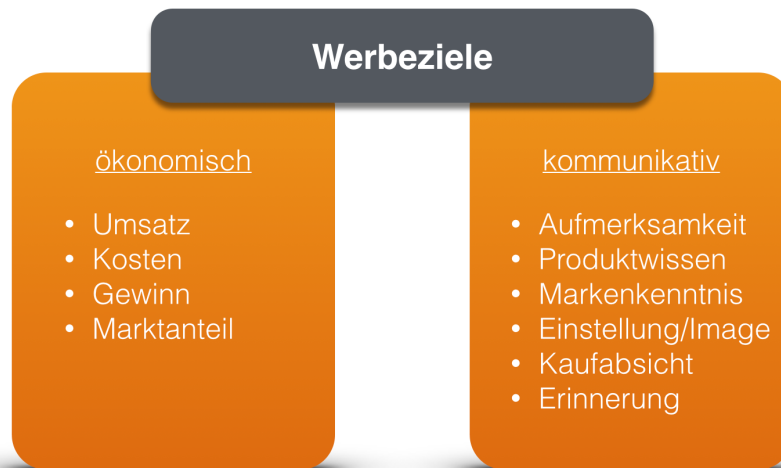 Werbeziele
ökonomisch
• Umsatz
• Kosten
• Gewinn
• Marktanteil
kommunikativ
• Aufmerksamkeit
• Produktwissen
• Markenkenntnis
• Einstellung/Image
• Kaufabsicht
• Erinnerung